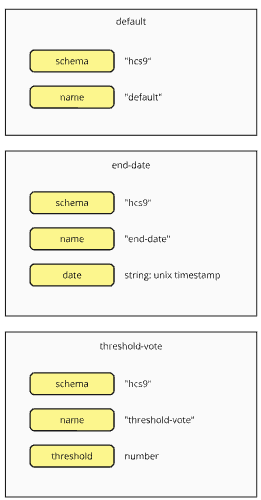 default
schema "hcs9"
name "default"
end-date
schema "hcs9"
name "end-date"
date string: unix timestamp
threshold-vote
schema "hcs9"
name "threshold-vote"
threshold number